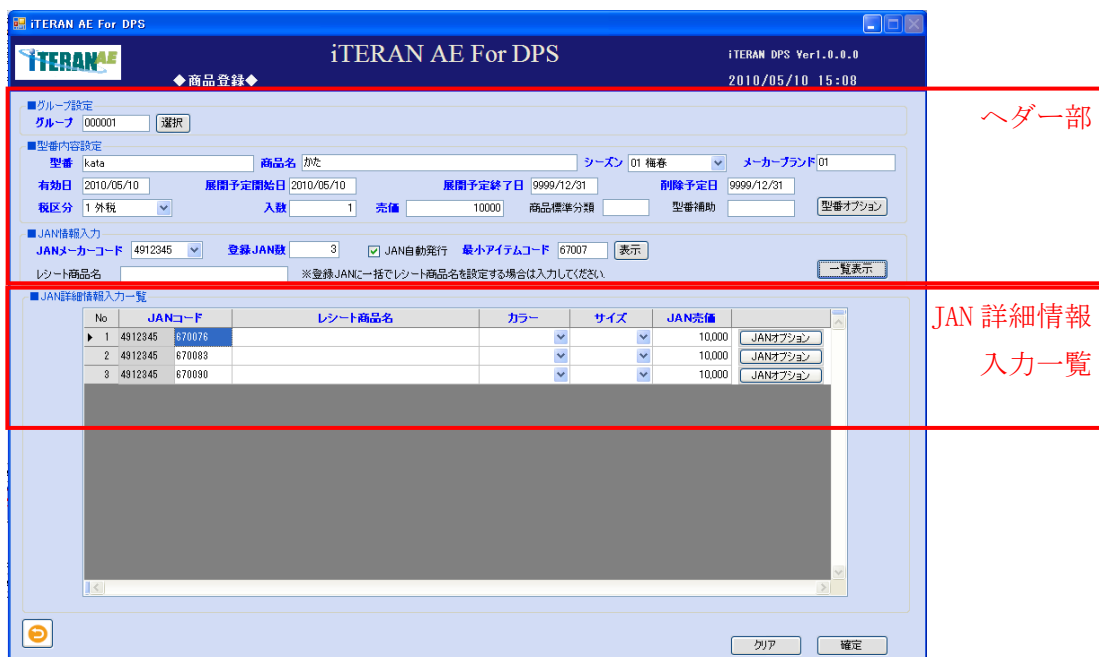 iTERAN AE For DPS
iTERANAE
iTERAN AE For DPS
iTERAN DPS Ver1.0.0.0
◆商品登録◆
2010/05/10 15:08
■グループ設定
グループ 000001 選択
ヘダー部
■型番内容設定
型番 kata 商品名 かた シーズン 01 梅春 メーカーブランド 01
有効日 2010/05/10 展開予定開始日 2010/05/10 展開予定終了日 9999/12/31 削除予定日 9999/12/31
税区分 1 外税 入数 1 売価 10000 商品標準分類 型番補助 型番オプション
■JAN情報入力
JANメーカーコード 4912345 登録JAN数 3 JAN自動発行 最小アイテムコード 67007 表示
レシート商品名 ※登録JANに一括でレシート商品名を設定する場合は入力してください. 一覧表示
■JAN詳細情報入力一覧
JAN 詳細情報
入力一覧
No JANコード レシート商品名 カラー サイズ JAN売価
1 4912345 670076 10,000 JANオプション
2 4912345 670083 10,000 JANオプション
3 4912345 670090 10,000 JANオプション
クリア 確定